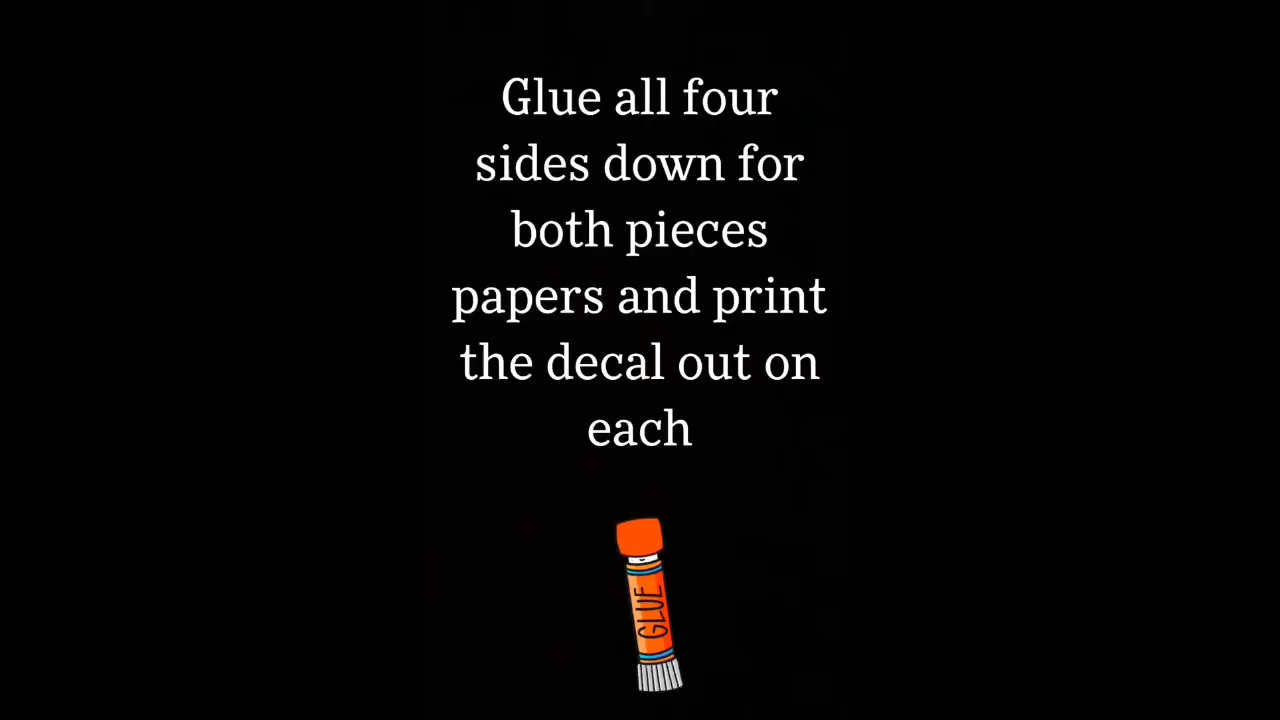 Glue all four
sides down for
both pieces
papers and print
the decal out on
each
GLUE